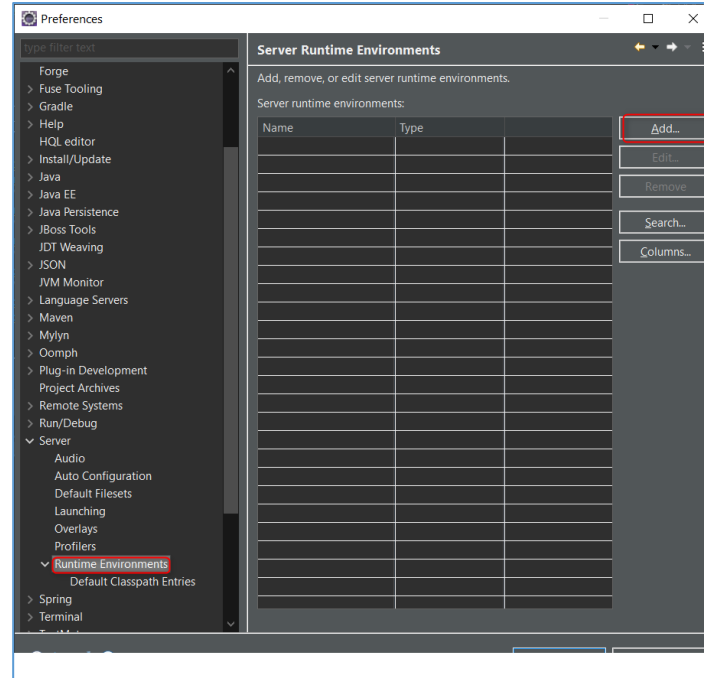 Preferences
type filter text
Server Runtime Environments
Forge
Fuse Tooling
Gradle
Help
HQL editor
Install/Update
Java
Java EE
Java Persistence
JBoss Tools
JDT Weaving
JSON
JVM Monitor
Language Servers
Maven
Mylyn
Oomph
Plug-in Development
Project Archives
Remote Systems
Run/Debug
Server
Audio
Auto Configuration
Default Filesets
Launching
Overlays
Profilers
Runtime Environments
Default Classpath Entries
Spring
Terminal
Add, remove, or edit server runtime environments.
Server runtime environments:
Name Type
Add...
Edit...
Remove
Search...
Columns...